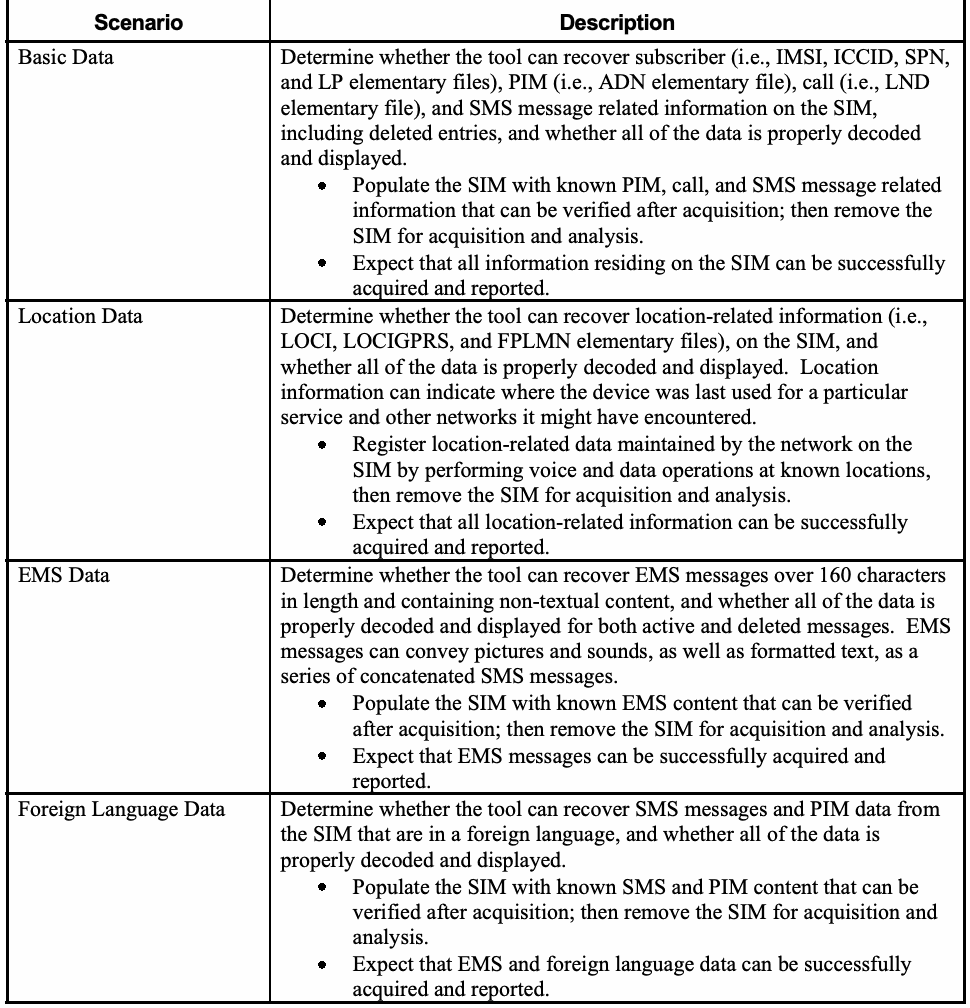 Scenario Description
Basic Data Determine whether the tool can recover subscriber (i.e., IMSI, ICCID, SPN,
and LP elementary files), PIM (i.e., ADN elementary file), call (i.e., LND
elementary file), and SMS message related information on the SIM,
including deleted entries, and whether all of the data is properly decoded
and displayed.
• Populate the SIM with known PIM, call, and SMS message related
information that can be verified after acquisition; then remove the
SIM for acquisition and analysis.
• Expect that all information residing on the SIM can be successfully
acquired and reported.
Location Data Determine whether the tool can recover location-related information (i.e.,
LOCI, LOCIGPRS, and FPLMN elementary files), on the SIM, and
whether all of the data is properly decoded and displayed. Location
information can indicate where the device was last used for a particular
service and other networks it might have encountered.
• Register location-related data maintained by the network on the
SIM by performing voice and data operations at known locations,
then remove the SIM for acquisition and analysis.
• Expect that all location-related information can be successfully
acquired and reported.
EMS Data Determine whether the tool can recover EMS messages over 160 characters
in length and containing non-textual content, and whether all of the data is
properly decoded and displayed for both active and deleted messages. EMS
messages can convey pictures and sounds, as well as formatted text, as a
series of concatenated SMS messages.
• Populate the SIM with known EMS content that can be verified
after acquisition; then remove the SIM for acquisition and analysis.
• Expect that EMS messages can be successfully acquired and
reported.
Foreign Language Data Determine whether the tool can recover SMS messages and PIM data from
the SIM that are in a foreign language, and whether all of the data is
properly decoded and displayed.
• Populate the SIM with known SMS and PIM content that can be
verified after acquisition; then remove the SIM for acquisition and
analysis.
• Expect that EMS and foreign language data can be successfully
acquired and reported.